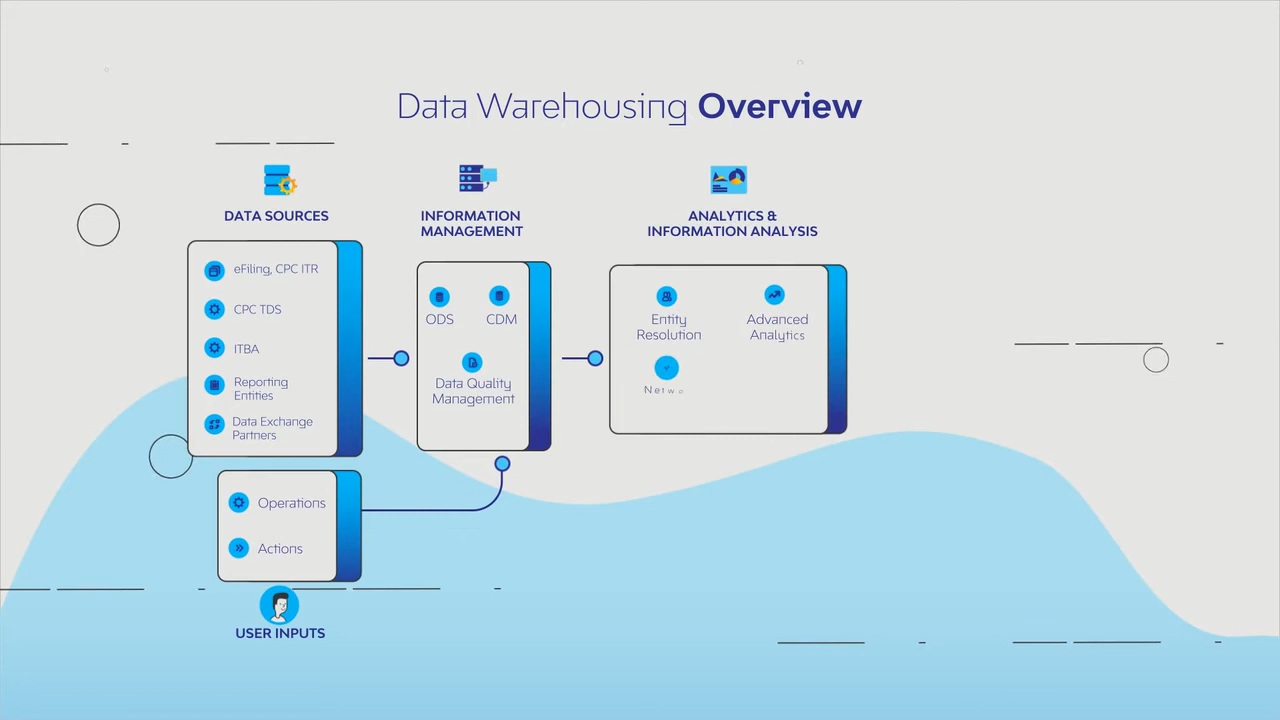 Data Warehousing Overview
DATA SOURCES
eFiling, CPC ITR
CPC TDS
ITBA
Reporting
Entities
Data Exchange
Partners
INFORMATION
MANAGEMENT
ODS
CDM
Data Quality
Management
ANALYTICS &
INFORMATION ANALYSIS
Entity
Resolution
Advanced
Analytics
Netwo
Operations
Actions
USER INPUTS